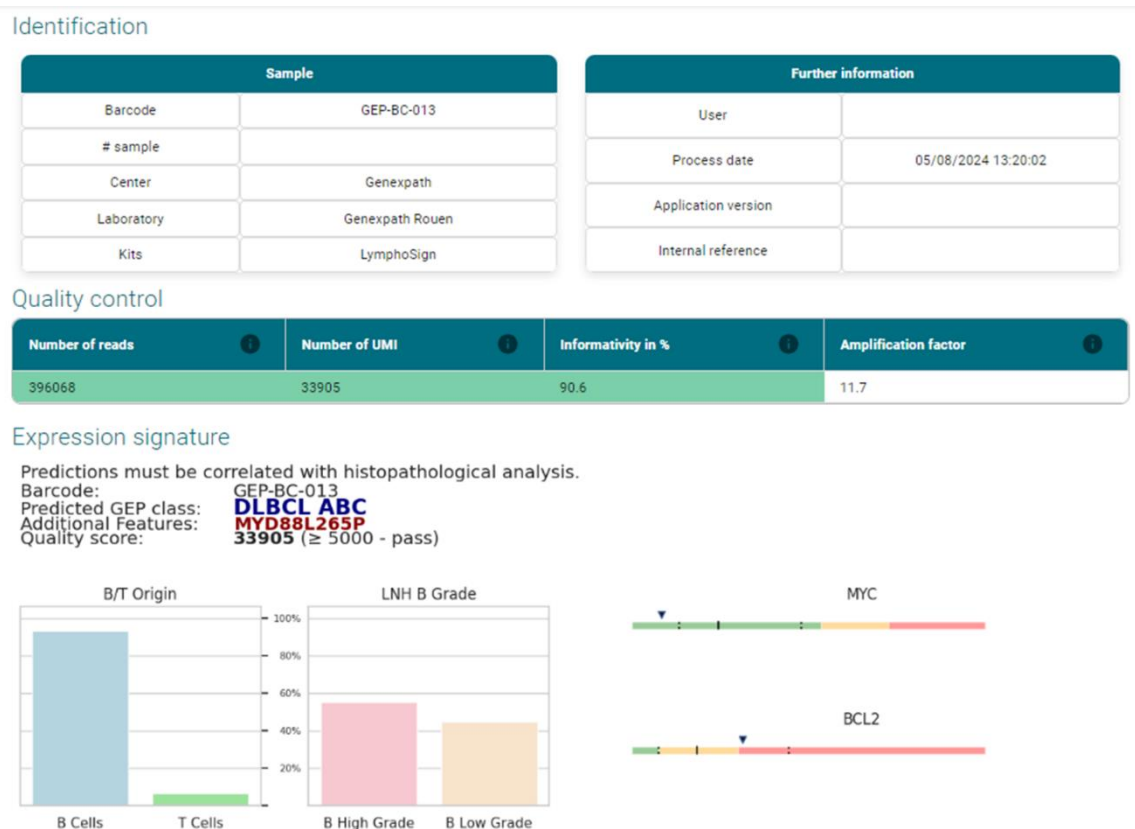 Identification
Sample
Barcode GEP-BC-013
# sample
Center Genexpath
Laboratory Genexpath Rouen
Kits LymphoSign
Further information
User
Process date 05/08/2024 13:20:02
Application version
Internal reference
Quality control
Number of reads Number of UMI Informativity in % Amplification factor
396068 33905 90.6 11.7
Expression signature
Predictions must be correlated with histopathological analysis.
Barcode: GEP-BC-013
Predicted GEP class: DLBCL ABC
Additional Features: MYD88L265P
Quality score: 33905 (≥ 5000 - pass)
B/T Origin
B Cells T Cells
100%
80%
60%
40%
20%
LNH B Grade
B High Grade B Low Grade
MYC
BCL2